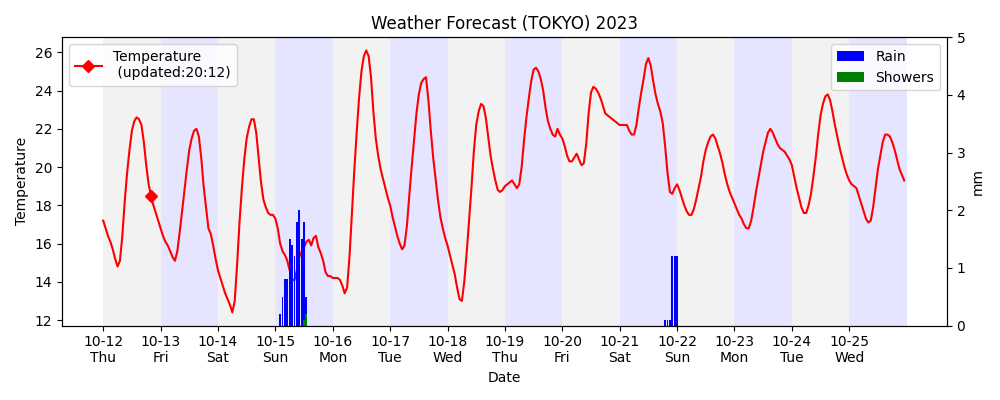 Weather Forecast (TOKYO) 2023
Temperature
(updated:20:12)
Rain
Showers
26
24
22
20
18
16
14
12
Temperature
5
4
3
2
1
0
mm
10-12 10-13 10-14 10-15 10-16 10-17 10-18 10-19 10-20 10-21 10-22 10-23 10-24 10-25
Thu Fri Sat Sun Mon Tue Wed Thu Fri Sat Sun Mon Tue Wed
Date